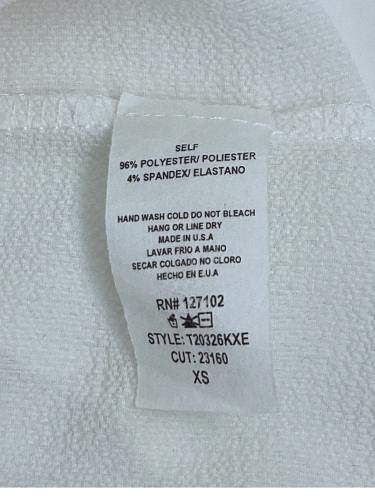 SELF
96% POLYESTER/ POLIESTER
4% SPANDEX/ ELASTANO
HAND WASH COLD DO NOT BLEACH
HANG OR LINE DRY
MADE IN U.S.A
LAVAR FRIO A MANO
SECAR COLGADO NO CLORO
HECHO EN E.U.A
RN# 127102
STYLE: T20326KXE
CUT: 23160
XS